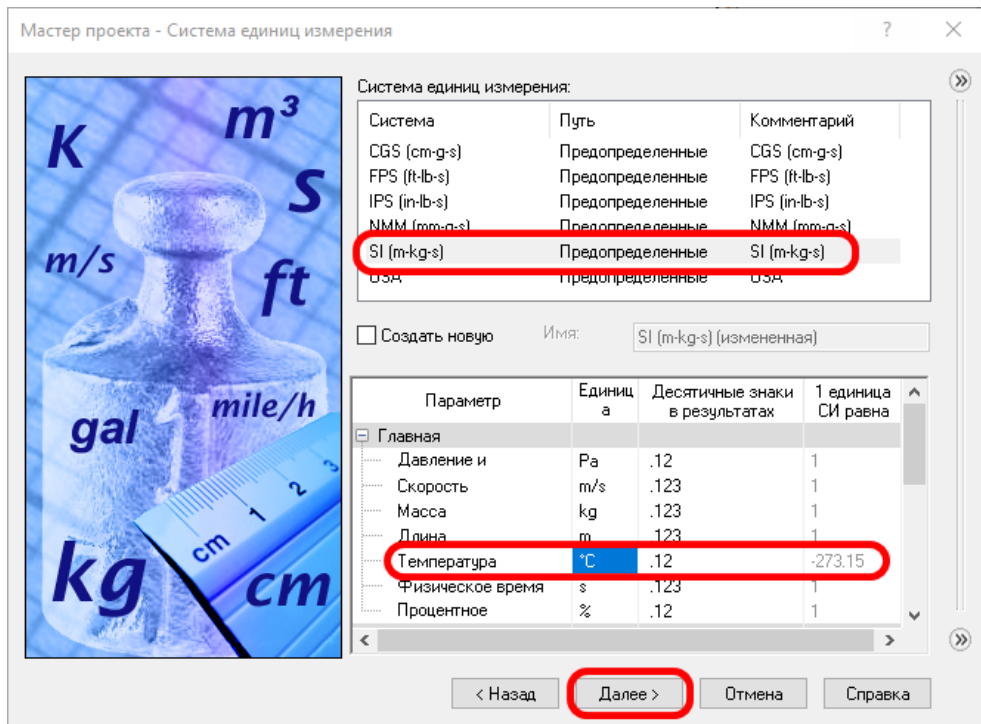 Мастер проекта - Система единиц измерения ? ×
K
m³
s
m/s
ft
gal
mile/h
cm 1 2 3
kg
cm
Система единиц измерения:
Система Путь Комментарий
CGS (cm-g-s) Предопределенные CGS (cm-g-s)
FPS (ft-lb-s) Предопределенные FPS (ft-lb-s)
IPS (in-lb-s) Предопределенные IPS (in-lb-s)
NMM (mm-g-s) Предопределенные NMM (mm-g-s)
SI (m-kg-s) Предопределенные SI (m-kg-s)
USA Предопределенные USA
Создать новую Имя: SI (m-kg-s) (измененная)
Параметр Единиц Десятичные знаки 1 единица
а в результатах СИ равна
Главная
Давление и Pa .12 1
Скорость m/s .123 1
Масса kg .123 1
Длина m .123 1
Температура °C .12 -273.15
Физическое время s .123 1
Процентное % .12 1
< Назад Далее > Отмена Справка